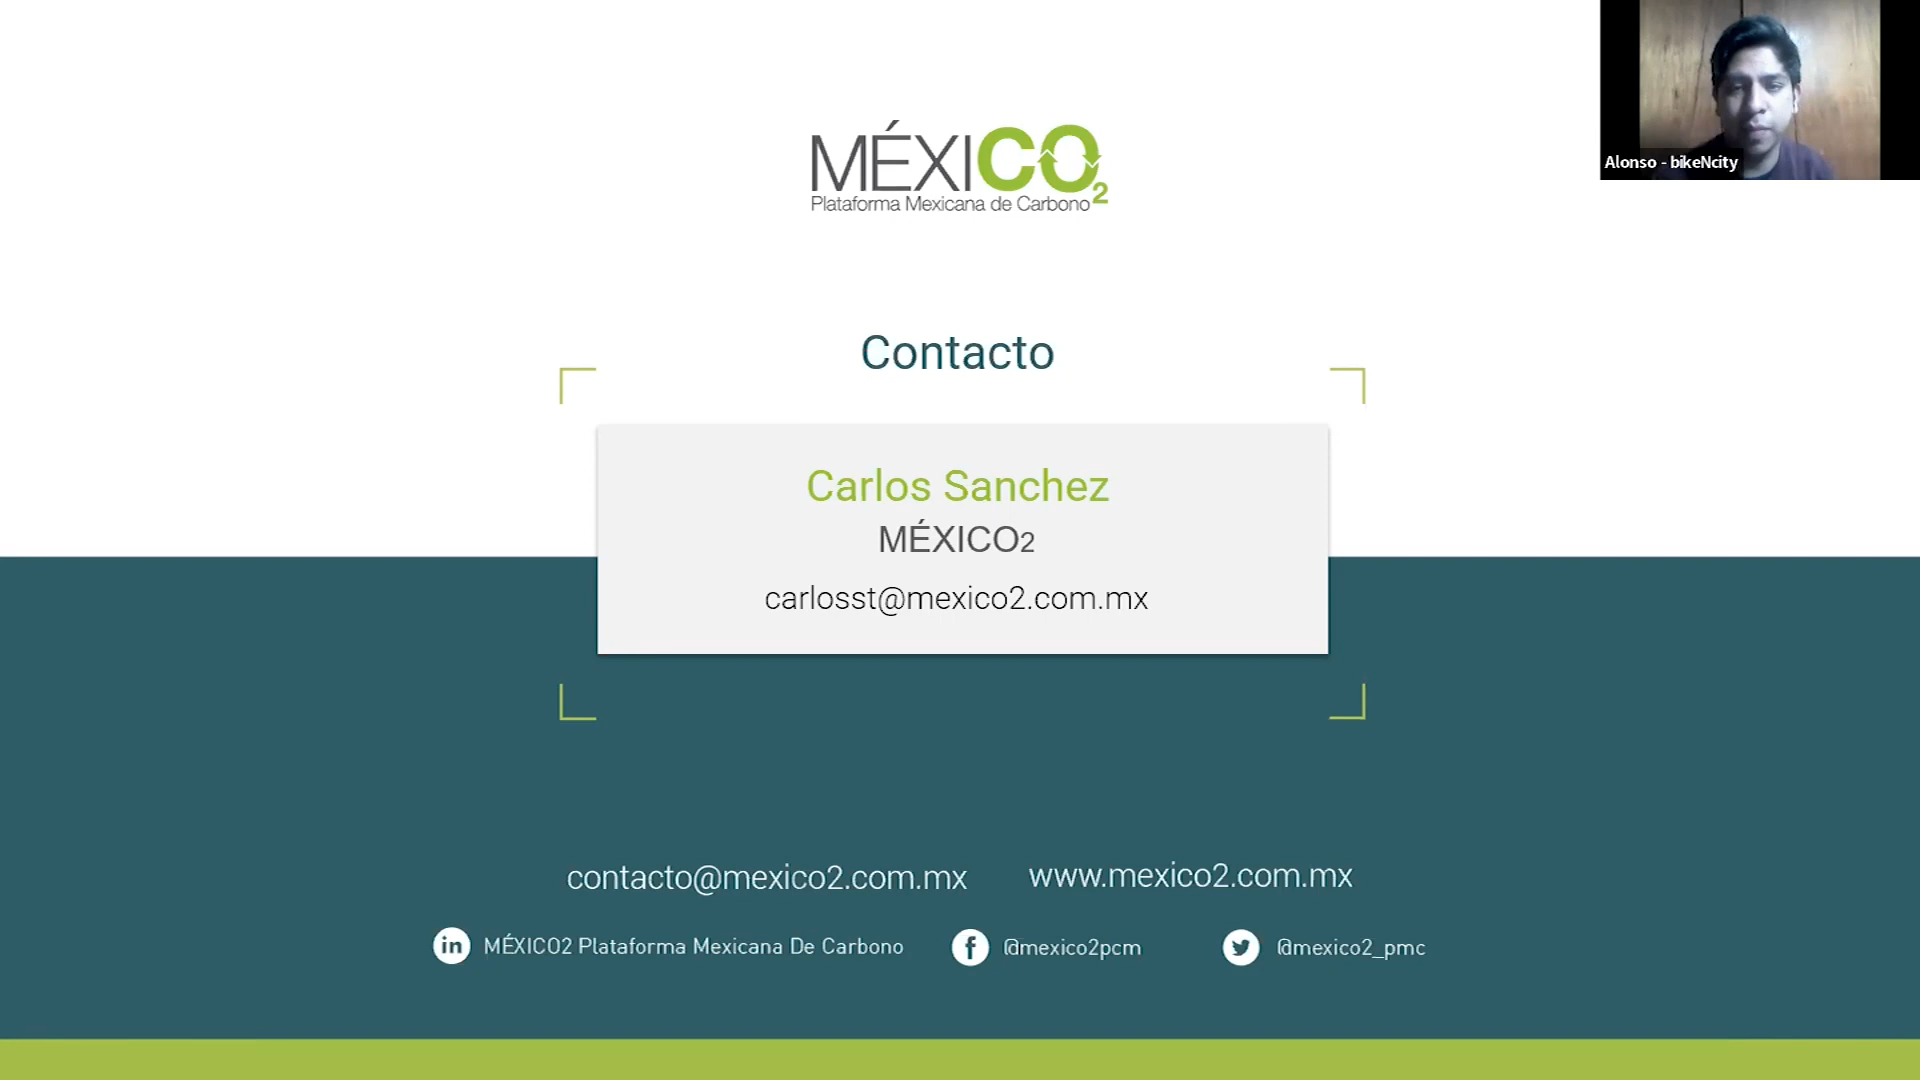 MÉXICO2
Plataforma Mexicana de Carbono
Alonso - bikeNcity
Contacto
Carlos Sanchez
MÉXICO2
carlosst@mexico2.com.mx
contacto@mexico2.com.mx
www.mexico2.com.mx
in MÉXICO2 Plataforma Mexicana De Carbono
f @mexico2pcm
@mexico2_pmc